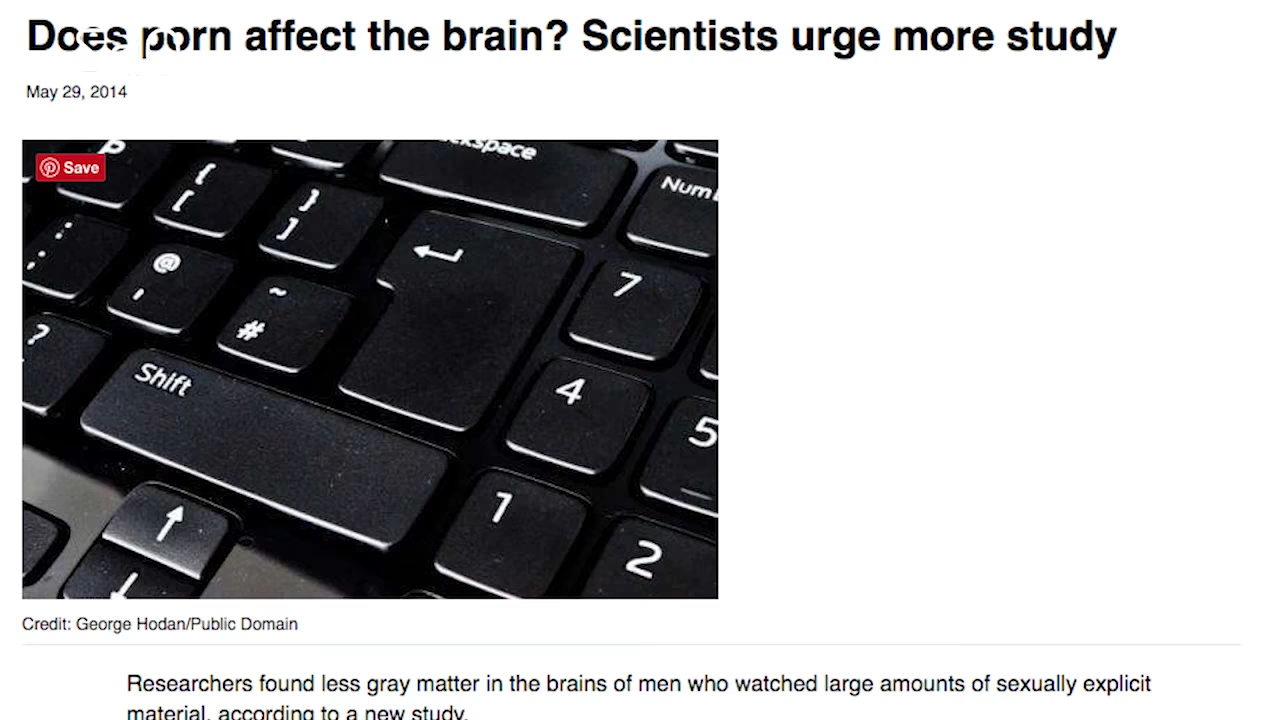 Does porn affect the brain? Scientists urge more study
May 29, 2014
Save
P
{
[
}
]
Num
:
;
@
'
~
#
7
?
Shift
4
5
1
2
Credit: George Hodan/Public Domain
Researchers found less gray matter in the brains of men who watched large amounts of sexually explicit
material, according to a new study.